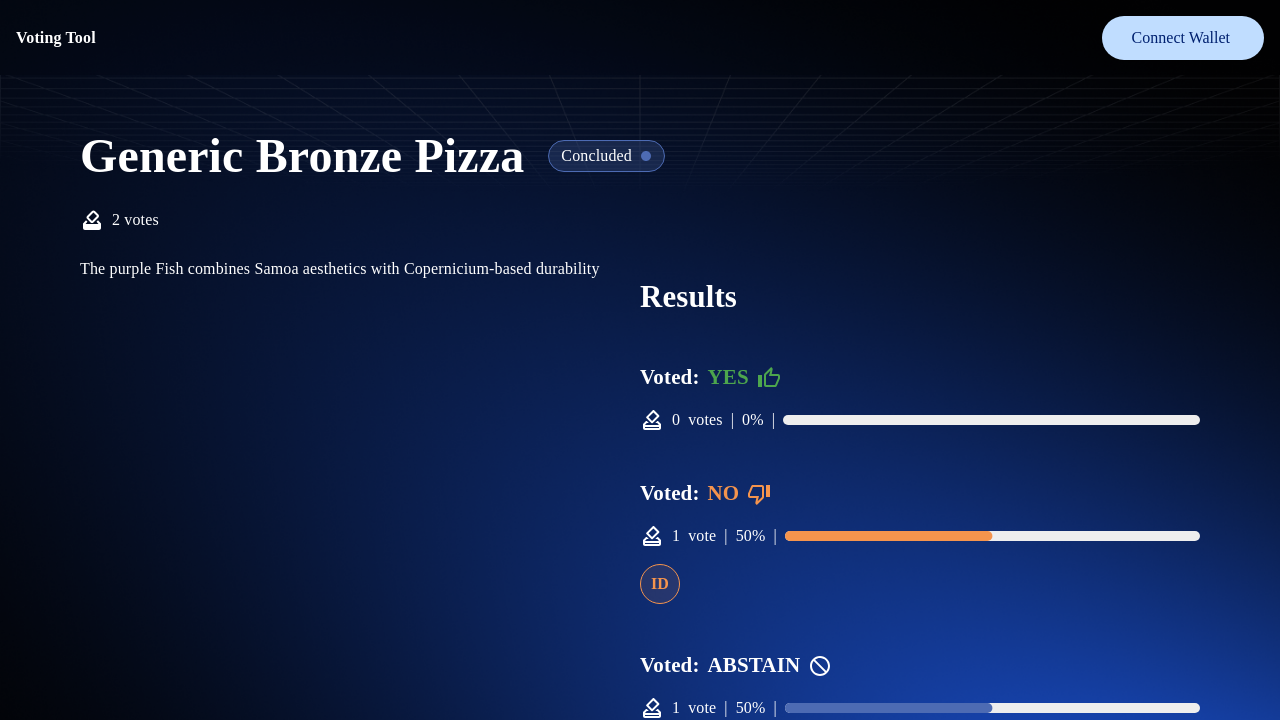 Voting Tool
Connect Wallet
Generic Bronze Pizza
Concluded
2 votes
The purple Fish combines Samoa aesthetics with Copernicium-based durability
Results
Voted: YES
0 votes | 0% |
Voted: NO
1 vote | 50% |
ID
Voted: ABSTAIN
1 vote | 50% |